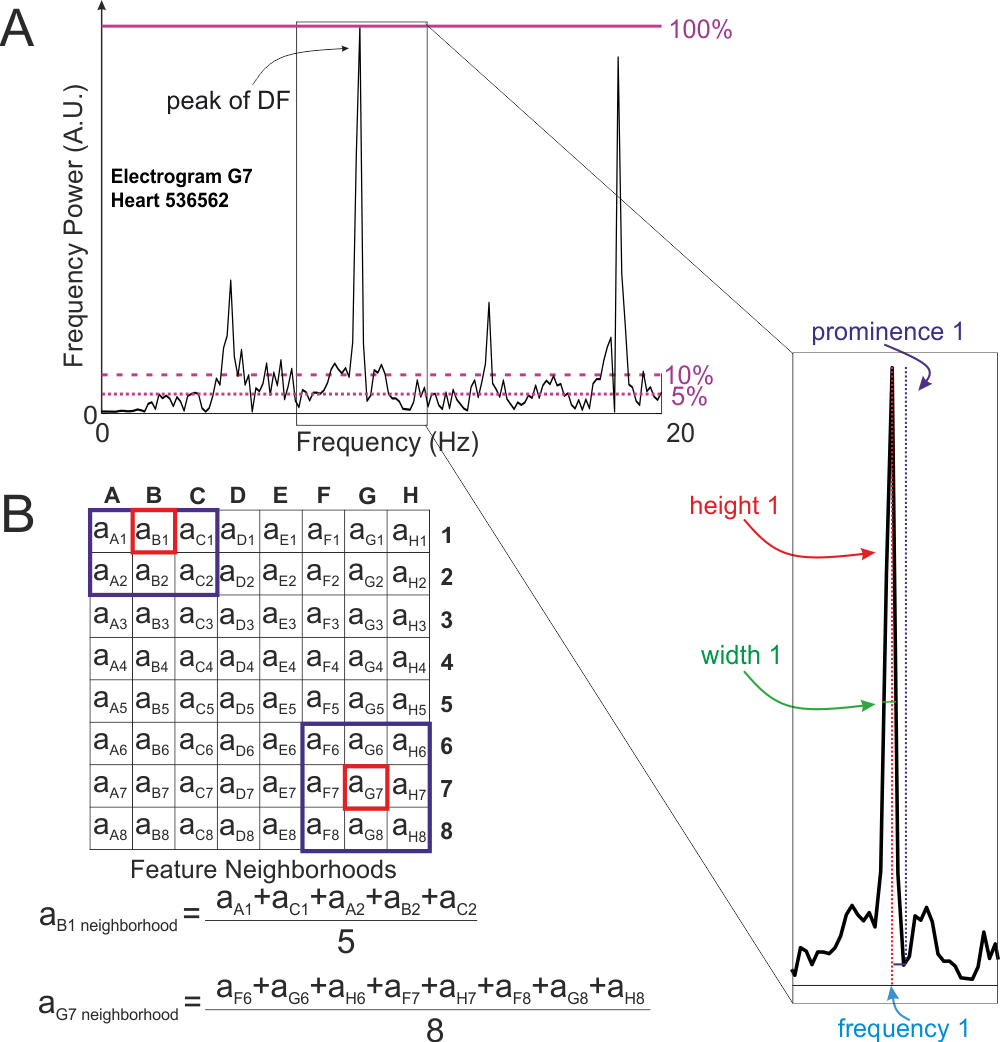 A
100%
peak of DF
Frequency Power (A.U.)
Electrogram G7
Heart 536562
10%
5%
0
0
Frequency (Hz)
20
prominence 1
height 1
width 1
frequency 1
B
A B C D E F G H
aA1 aB1 aC1 aD1 aE1 aF1 aG1 aH1 1
aA2 aB2 aC2 aD2 aE2 aF2 aG2 aH2 2
aA3 aB3 aC3 aD3 aE3 aF3 aG3 aH3 3
aA4 aB4 aC4 aD4 aE4 aF4 aG4 aH4 4
aA5 aB5 aC5 aD5 aE5 aF5 aG5 aH5 5
aA6 aB6 aC6 aD6 aE6 aF6 aG6 aH6 6
aA7 aB7 aC7 aD7 aE7 aF7 aG7 aH7 7
aA8 aB8 aC8 aD8 aE8 aF8 aG8 aH8 8
Feature Neighborhoods
aB1 neighborhood = aA1+aC1+aA2+aB2+aC2
5
aG7 neighborhood = aF6+aG6+aH6+aF7+aH7+aF8+aG8+aH8
8